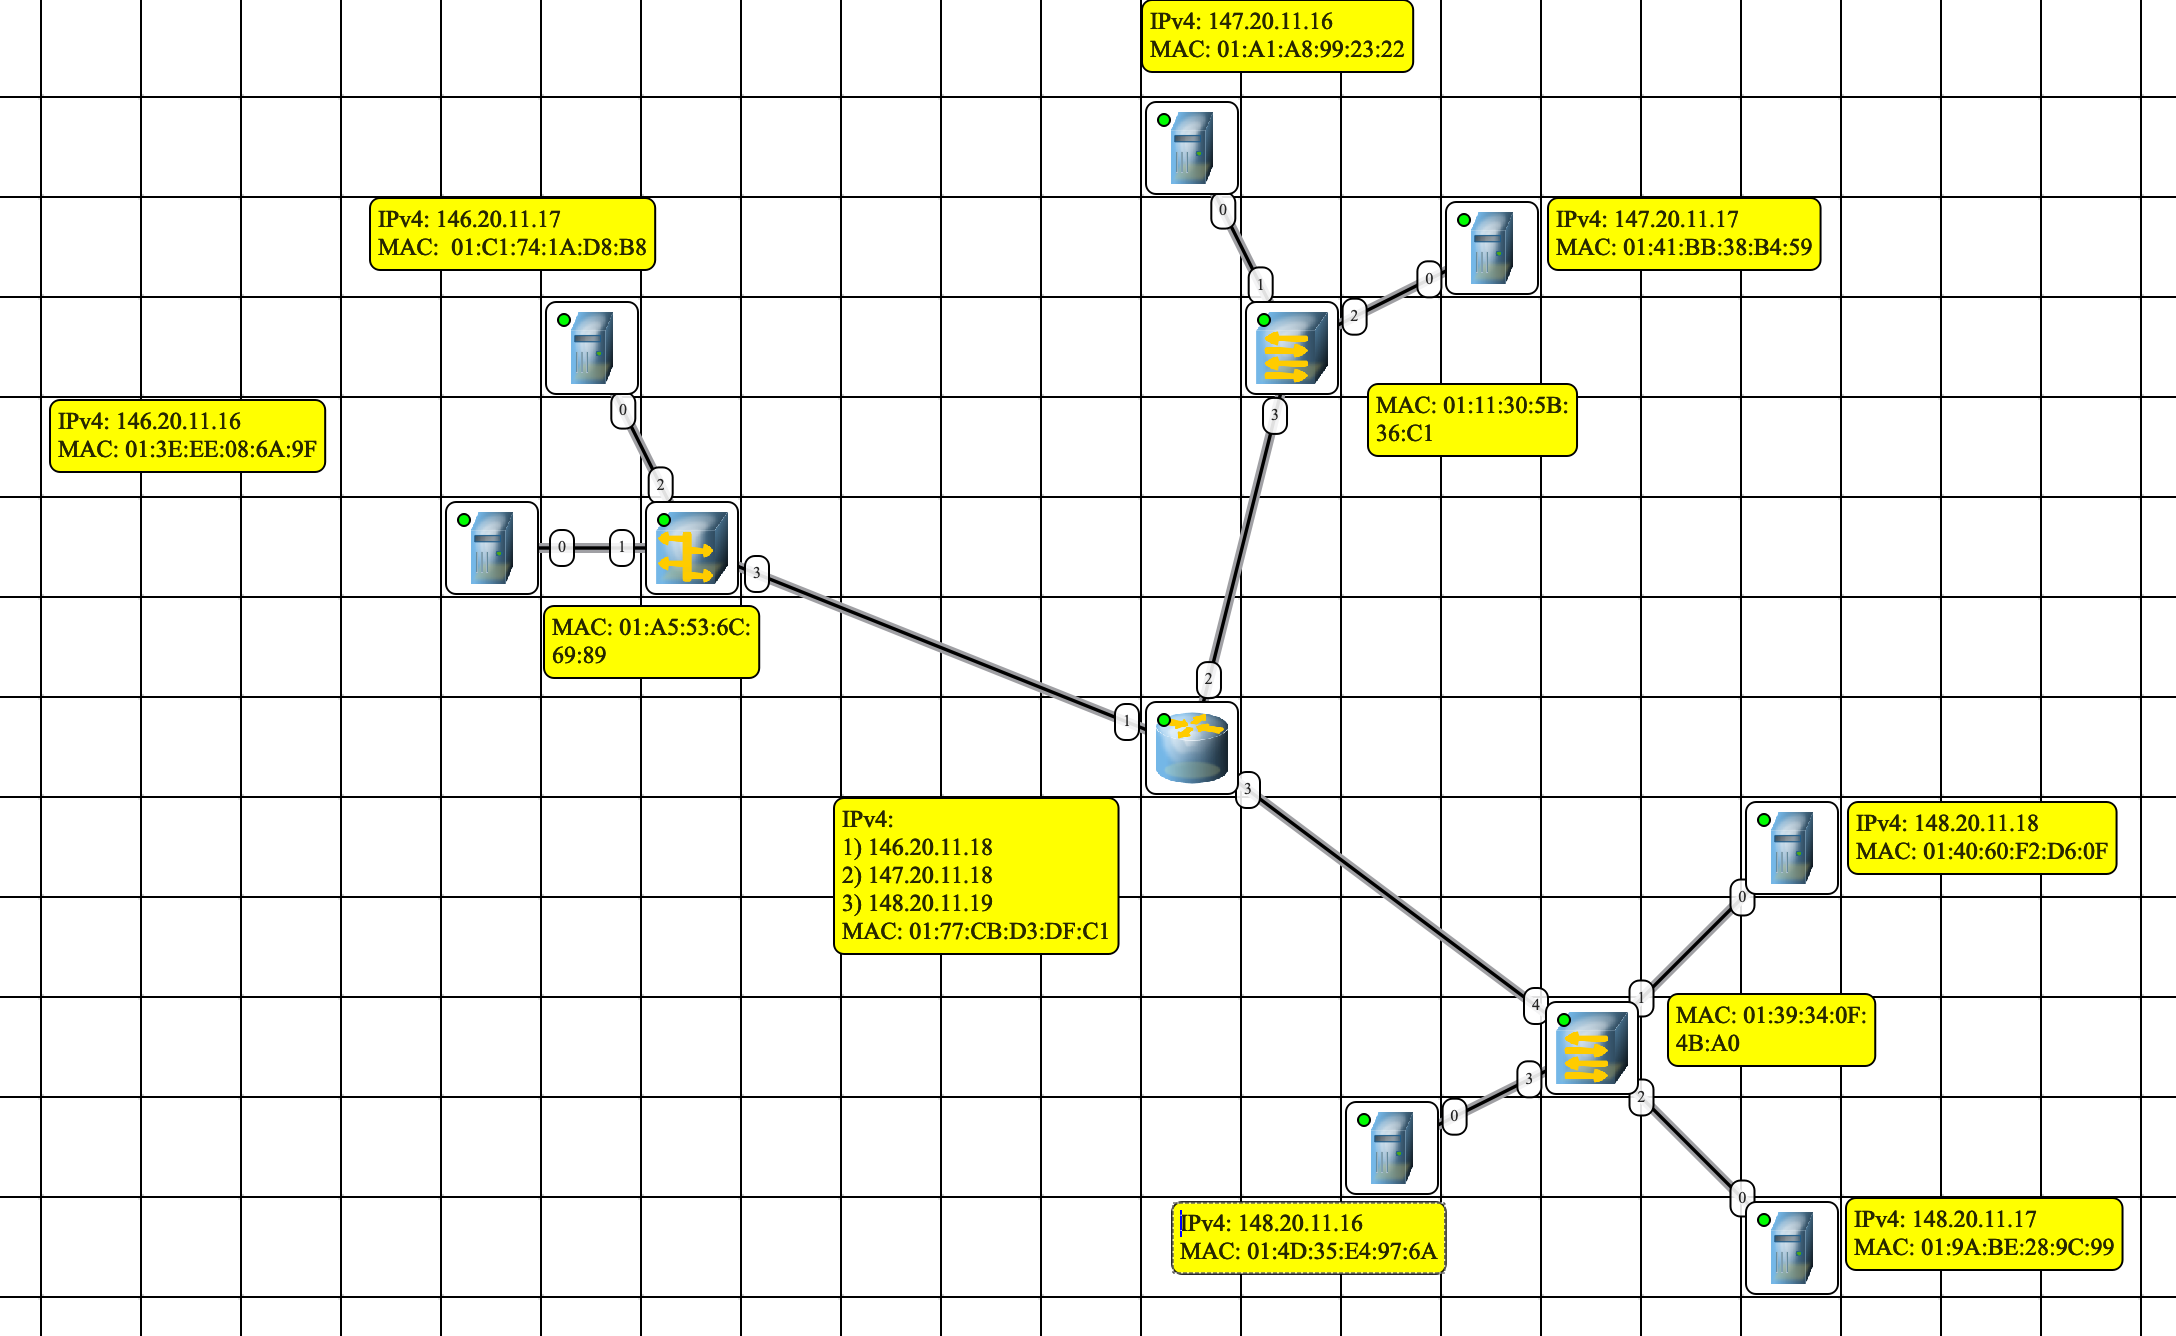 IPv4: 147.20.11.16
MAC: 01:A1:A8:99:23:22
0
1
IPv4: 147.20.11.17
MAC: 01:41:BB:38:B4:59
0
2
IPv4: 146.20.11.17
MAC:  01:C1:74:1A:D8:B8
0
2
MAC: 01:11:30:5B:
36:C1
3
IPv4: 146.20.11.16
MAC: 01:3E:EE:08:6A:9F
0
1
3
MAC: 01:A5:53:6C:
69:89
2
1
3
IPv4:
1) 146.20.11.18
2) 147.20.11.18
3) 148.20.11.19
MAC: 01:77:CB:D3:DF:C1
IPv4: 148.20.11.18
MAC: 01:40:60:F2:D6:0F
0
4
1
MAC: 01:39:34:0F:
4B:A0
3
2
0
0
IPv4: 148.20.11.16
MAC: 01:4D:35:E4:97:6A
IPv4: 148.20.11.17
MAC: 01:9A:BE:28:9C:99